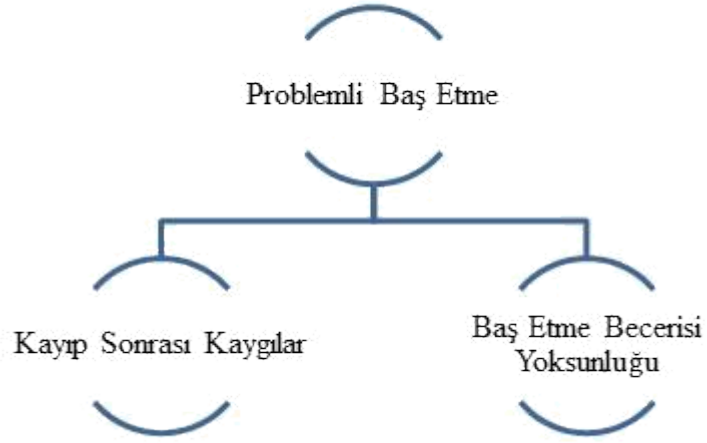 Problemli Baş Etme
Kayıp Sonrası Kaygılar
Baş Etme Becerisi
Yoksunluğu